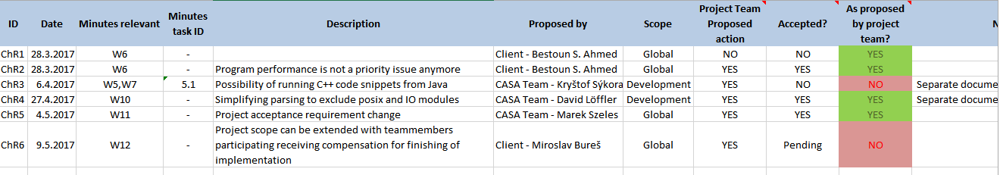 ID Date Minutes relevant Minutes task ID Description Proposed by Scope Project Team Proposed action Accepted? As proposed by project team? N
ChR1 28.3.2017 W6 - Client - Bestoun S. Ahmed Global NO NO YES
ChR2 28.3.2017 W6 - Program performance is not a priority issue anymore Client - Bestoun S. Ahmed Global YES YES YES
ChR3 6.4.2017 W5,W7 5.1 Possibility of running C++ code snippets from Java CASA Team - Kryštof Sýkora Development YES NO NO Separate docume
ChR4 27.4.2017 W10 - Simplifying parsing to exclude posix and IO modules CASA Team - David Löffler Development YES YES YES Separate docume
ChR5 4.5.2017 W11 - Project acceptance requirement change CASA Team - Marek Szeles Global YES YES YES
Project scope can be extended with teammembers
ChR6 9.5.2017 W12 - participating receiving compensation for finishing of Client - Miroslav Bureš Global YES Pending NO
implementation